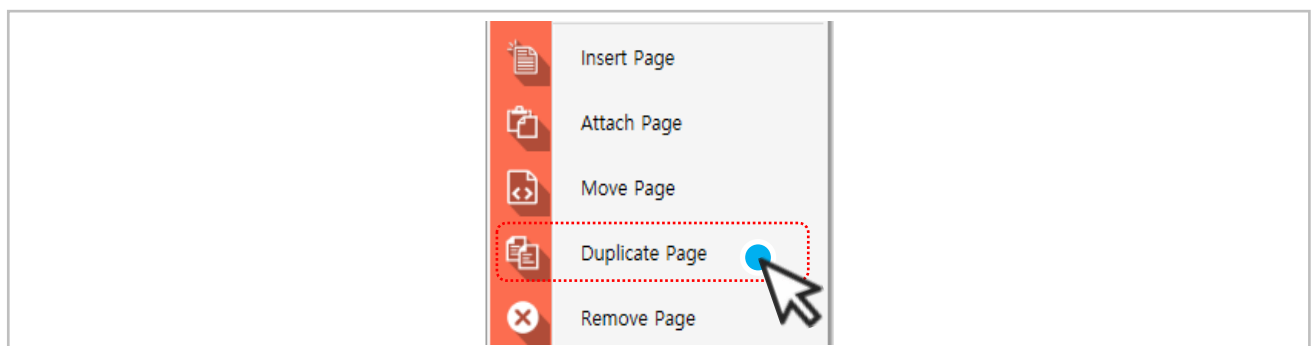 Insert Page
Attach Page
Move Page
Duplicate Page
Remove Page